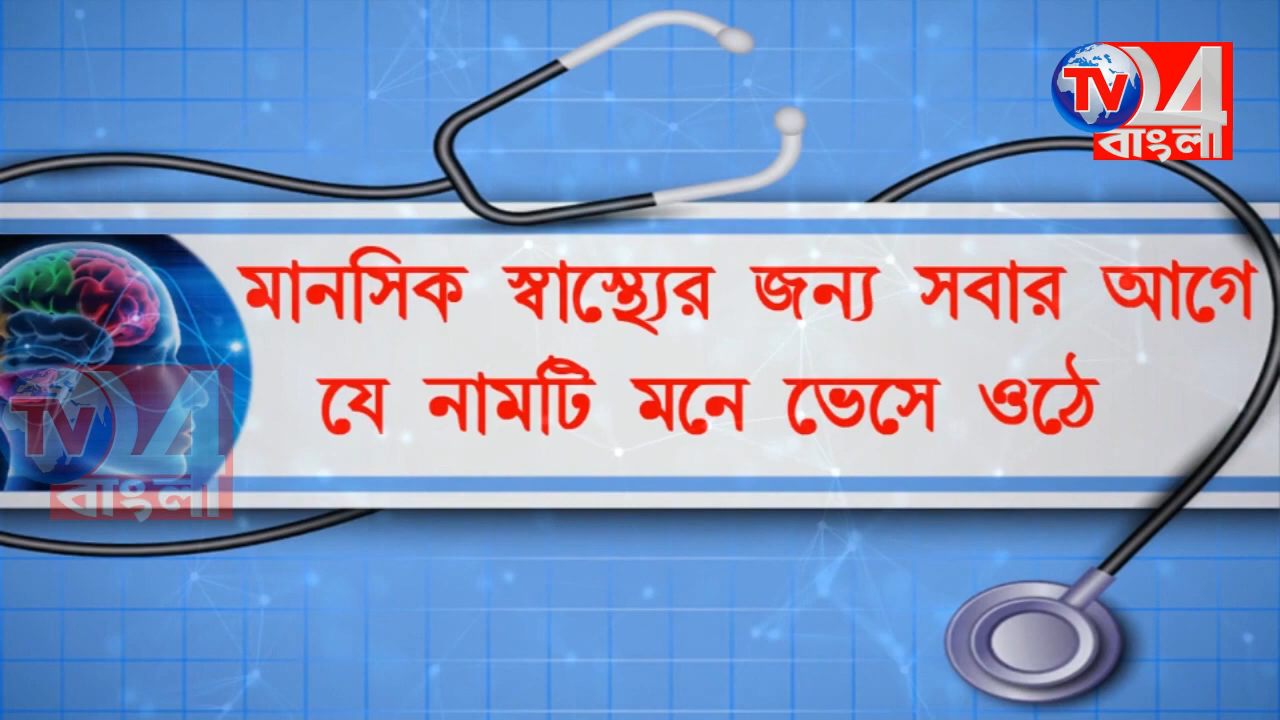 TV 24
বাংলা
মানসিক স্বাস্থ্যের জন্য সবার আগে
যে নামটি মনে ভেসে ওঠে
TV 24
বাংলা